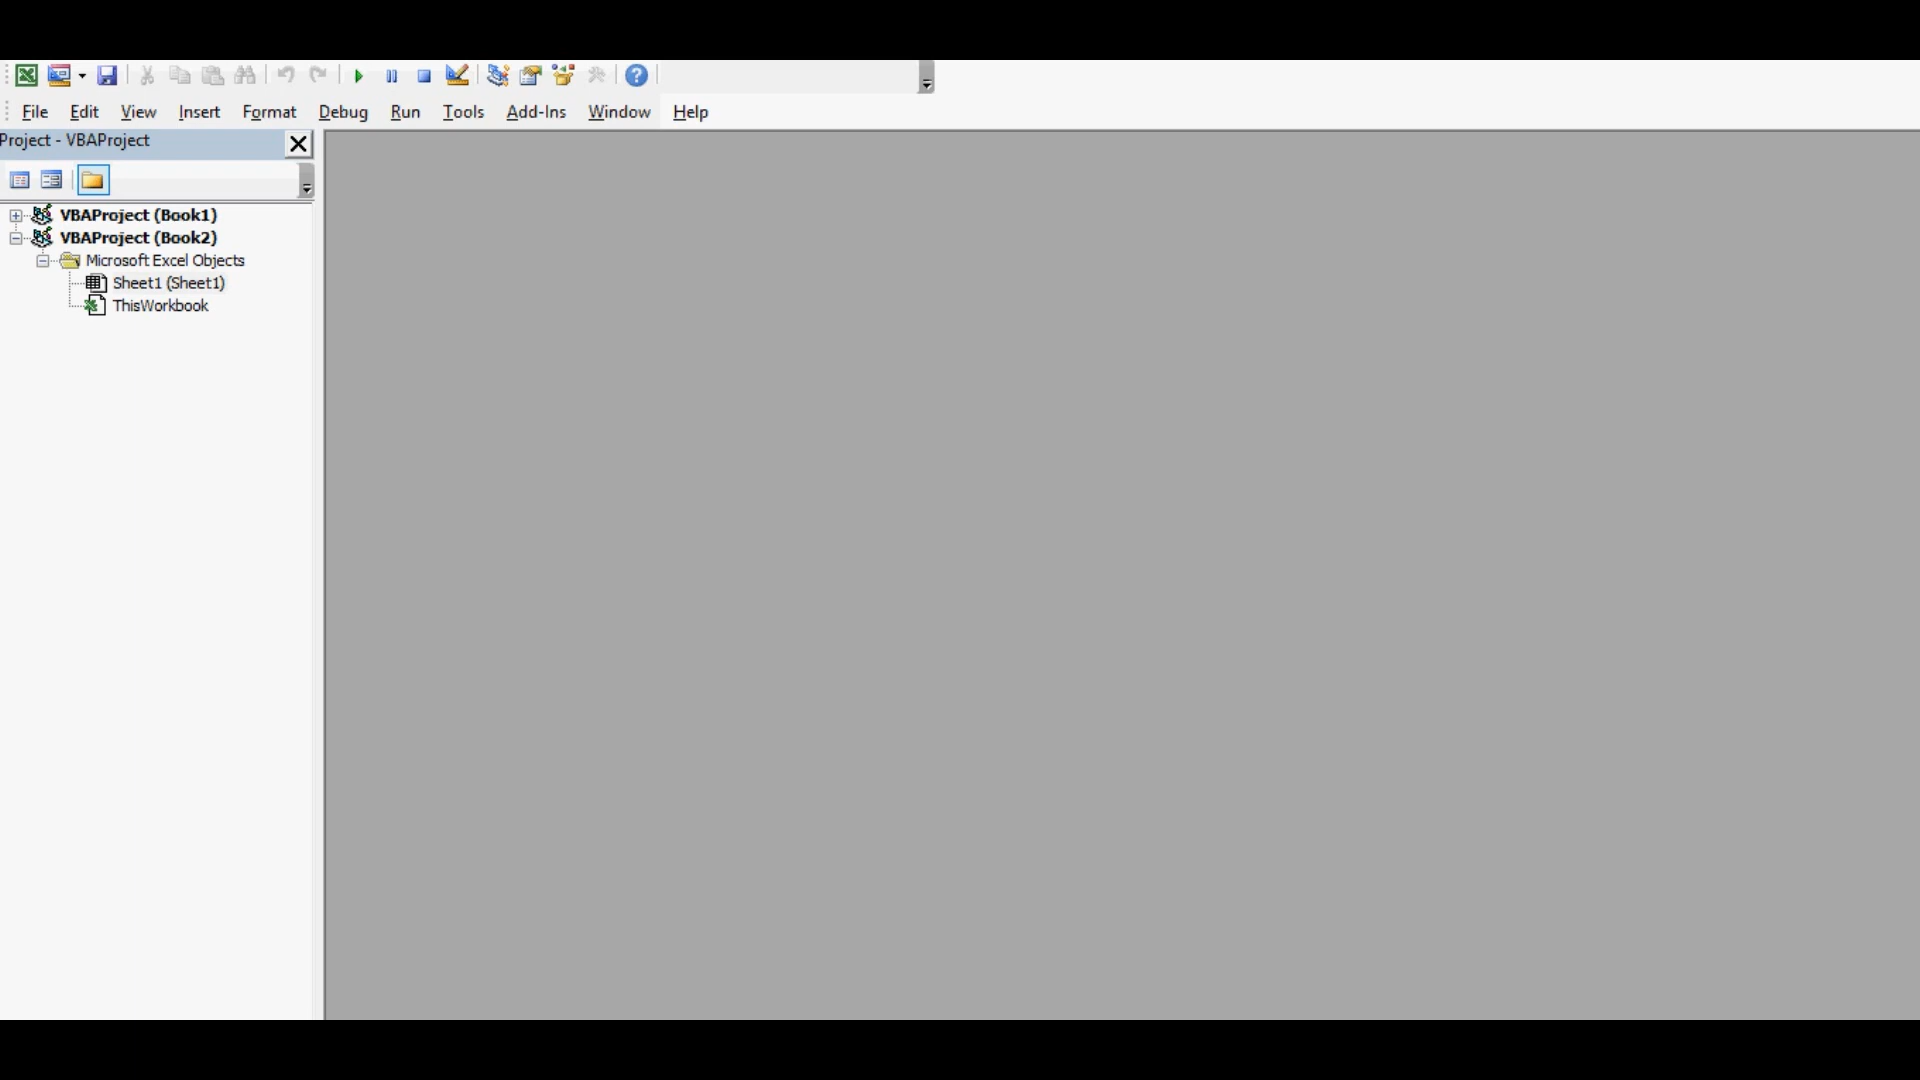 File Edit View Insert Format Debug Run Tools Add-Ins Window Help
Project - VBAProject
VBAProject (Book1)
VBAProject (Book2)
Microsoft Excel Objects
Sheet1 (Sheet1)
ThisWorkbook